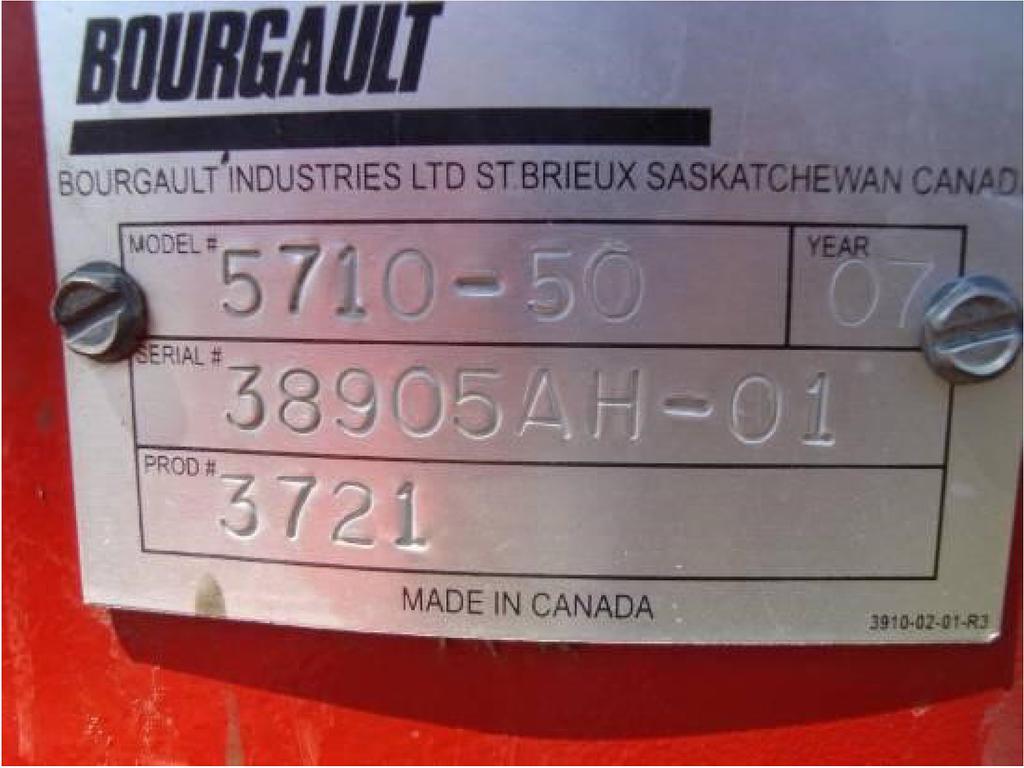 BOURGAULT
BOURGAULT INDUSTRIES LTD ST.BRIEUX SASKATCHEWAN CANAD
MODEL # 5710-50 YEAR 07
SERIAL # 38905AH-01
PROD # 3721
MADE IN CANADA
3910-02-01-R3